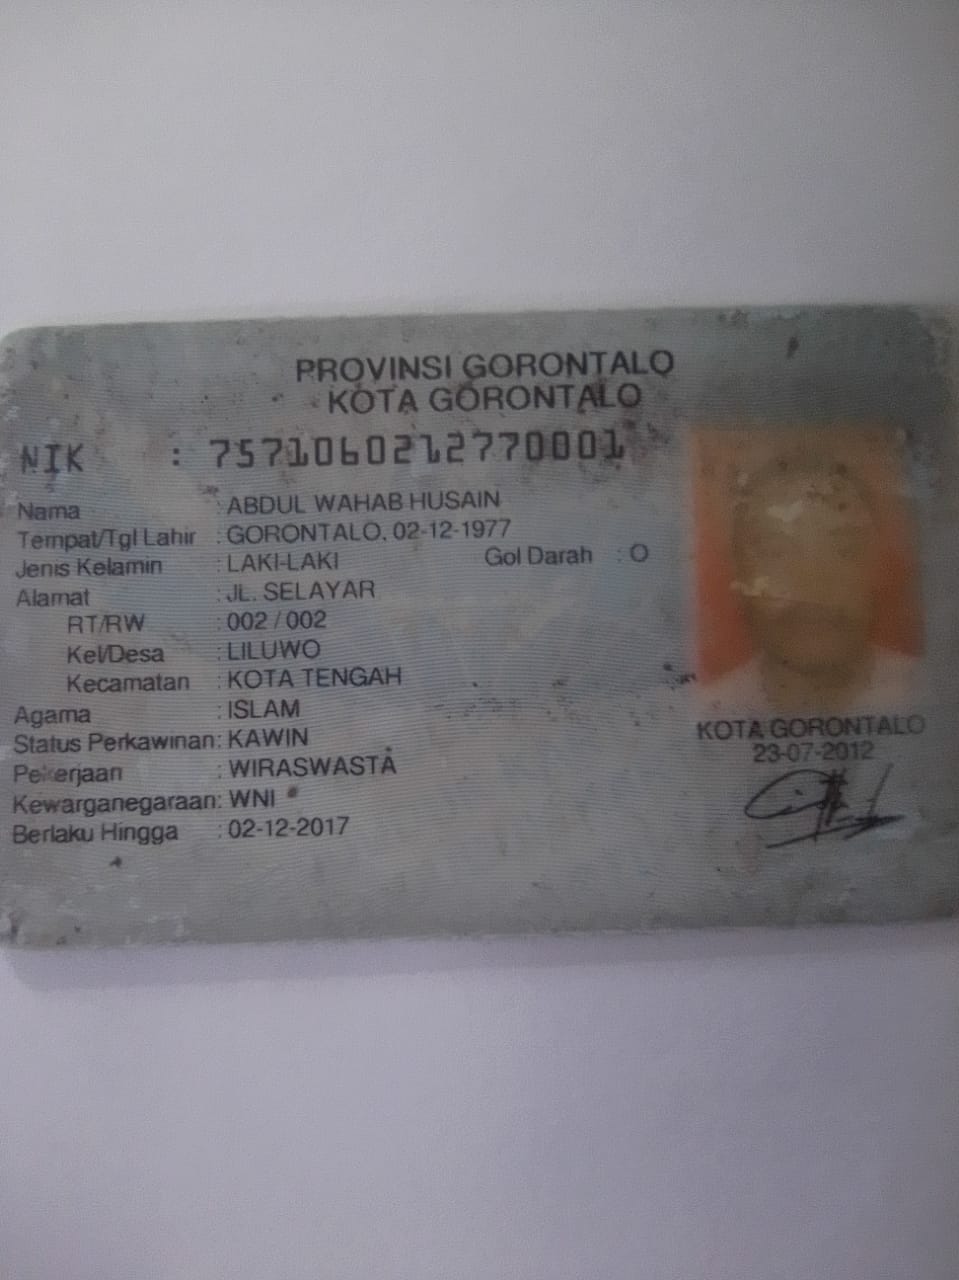 PROVINSI GORONTALO
KOTA GORONTALO
NIK : 7571060212770001
Nama : ABDUL WAHAB HUSAIN
Tempat/Tgl Lahir : GORONTALO, 02-12-1977
Jenis Kelamin : LAKI-LAKI Gol Darah : O
Alamat : JL. SELAYAR
RT/RW : 002 / 002
Kel/Desa : LILUWO
Kecamatan : KOTA TENGAH
Agama : ISLAM
Status Perkawinan: KAWIN
Pekerjaan : WIRASWASTA
Kewarganegaraan: WNI
Berlaku Hingga : 02-12-2017
KOTA GORONTALO
23-07-2012